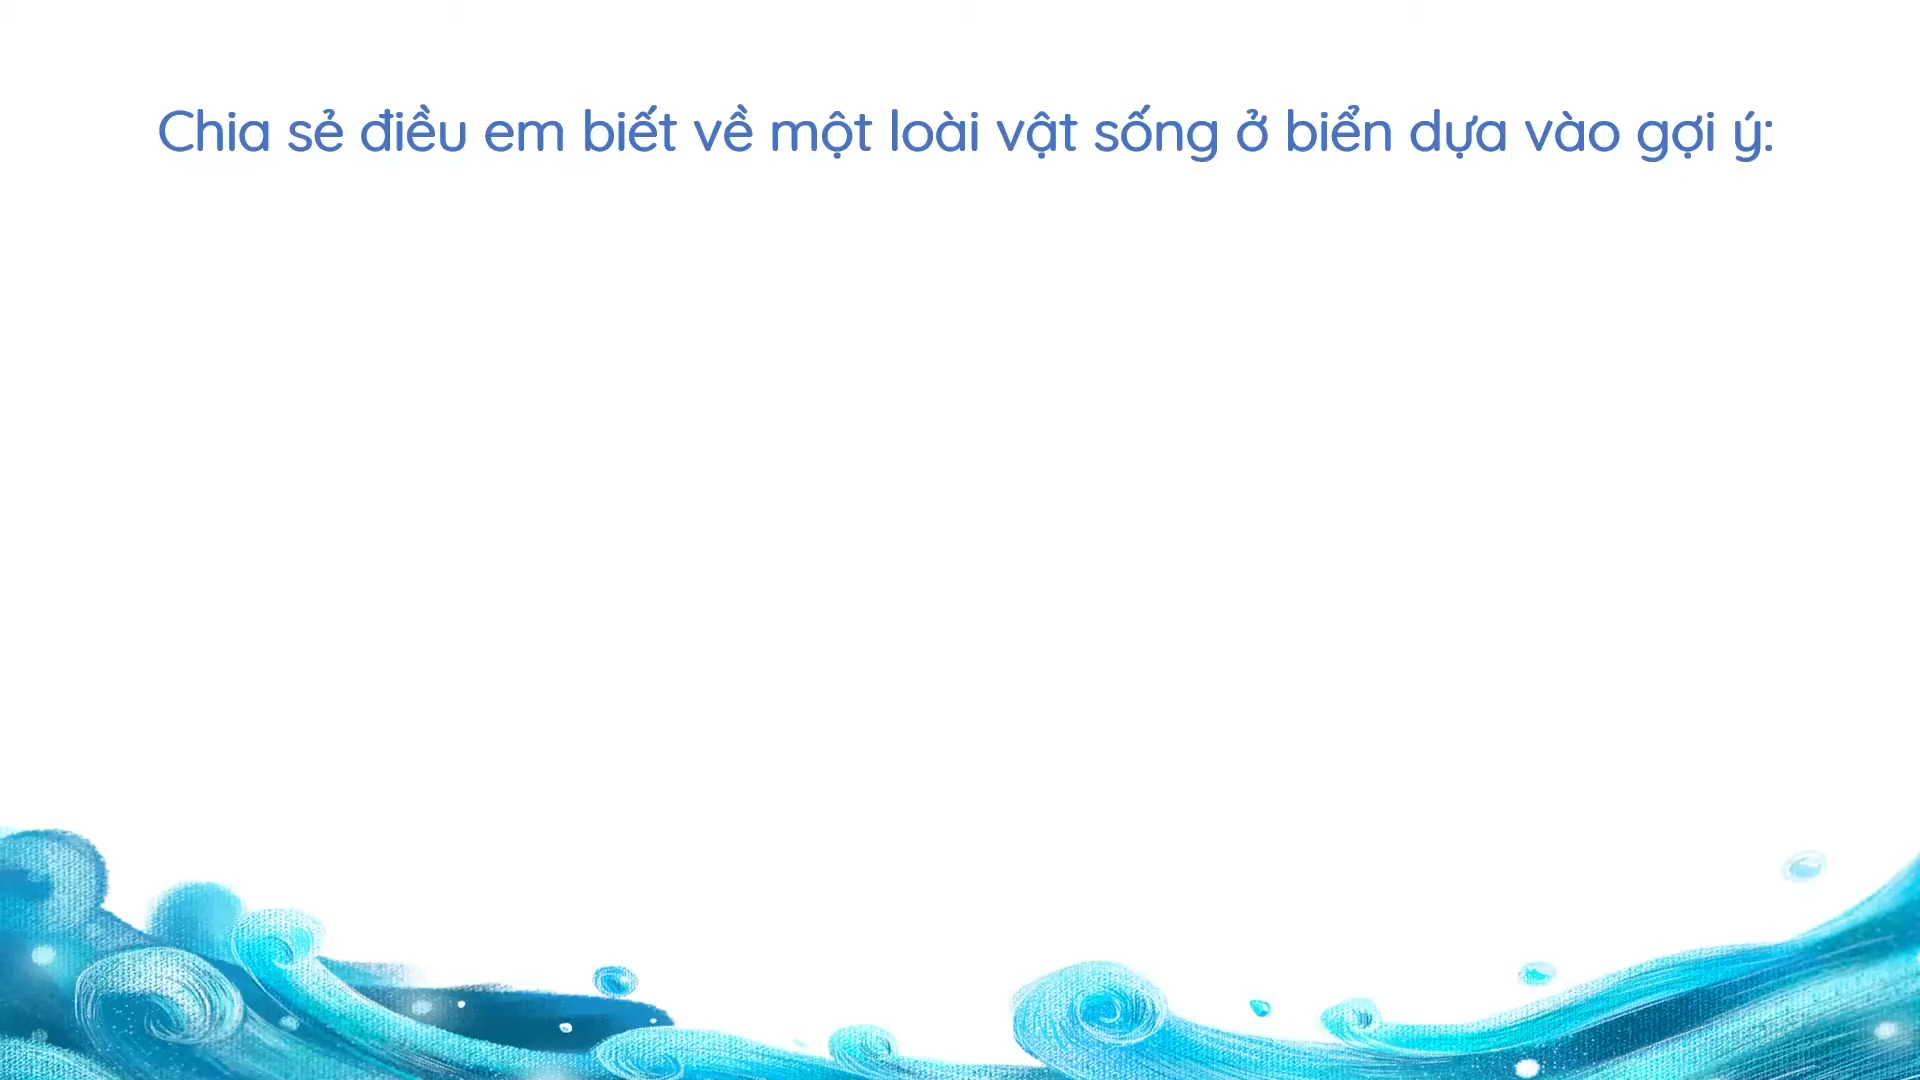 Chia sẻ điều em biết về một loài vật sống ở biển dựa vào gợi ý: